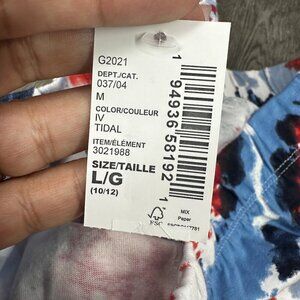 G2021
DEPT./CAT.
037/04
M
COLOR/COULEUR
IV
TIDAL
ITEM/ÉLÉMENT
3021988
SIZE/TAILLE
L/G
(10/12)
1 94936 58192 1
FSC
MIX
Paper